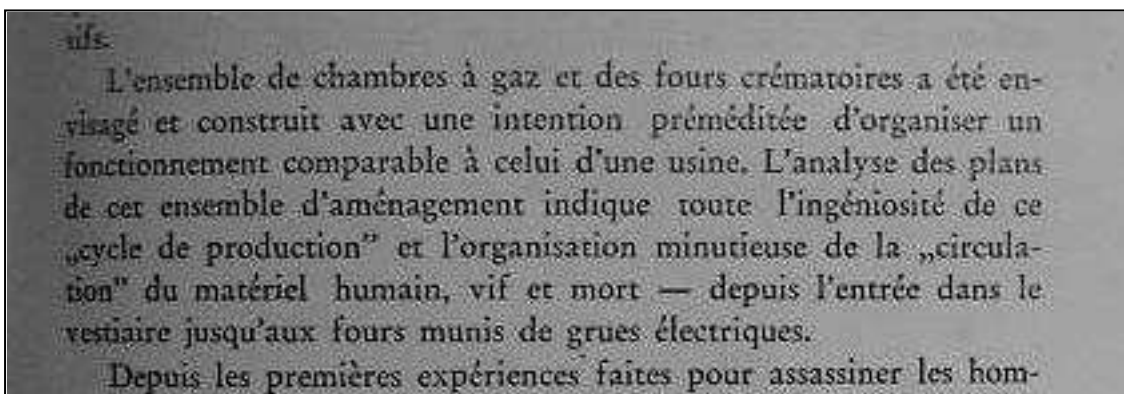 tifs.
L'ensemble de chambres à gaz et des fours crématoires a été en-
visagé et construit avec une intention préméditée d'organiser un
fonctionnement comparable à celui d'une usine. L'analyse des plans
de cet ensemble d'aménagement indique toute l'ingéniosité de ce
„cycle de production” et l'organisation minutieuse de la „circula-
tion” du matériel humain, vif et mort — depuis l'entrée dans le
vestiaire jusqu'aux fours munis de grues électriques.
Depuis les premières expériences faites pour assassiner les hom-